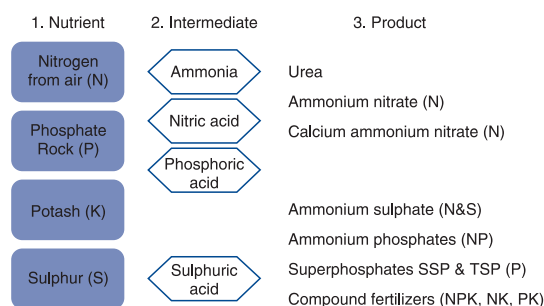 1. Nutrient
2. Intermediate
3. Product
Nitrogen
from air (N)
Phosphate
Rock (P)
Potash (K)
Sulphur (S)
Ammonia
Nitric acid
Phosphoric
acid
Sulphuric
acid
Urea
Ammonium nitrate (N)
Calcium ammonium nitrate (N)
Ammonium sulphate (N&S)
Ammonium phosphates (NP)
Superphosphates SSP & TSP (P)
Compound fertilizers (NPK, NK, PK)